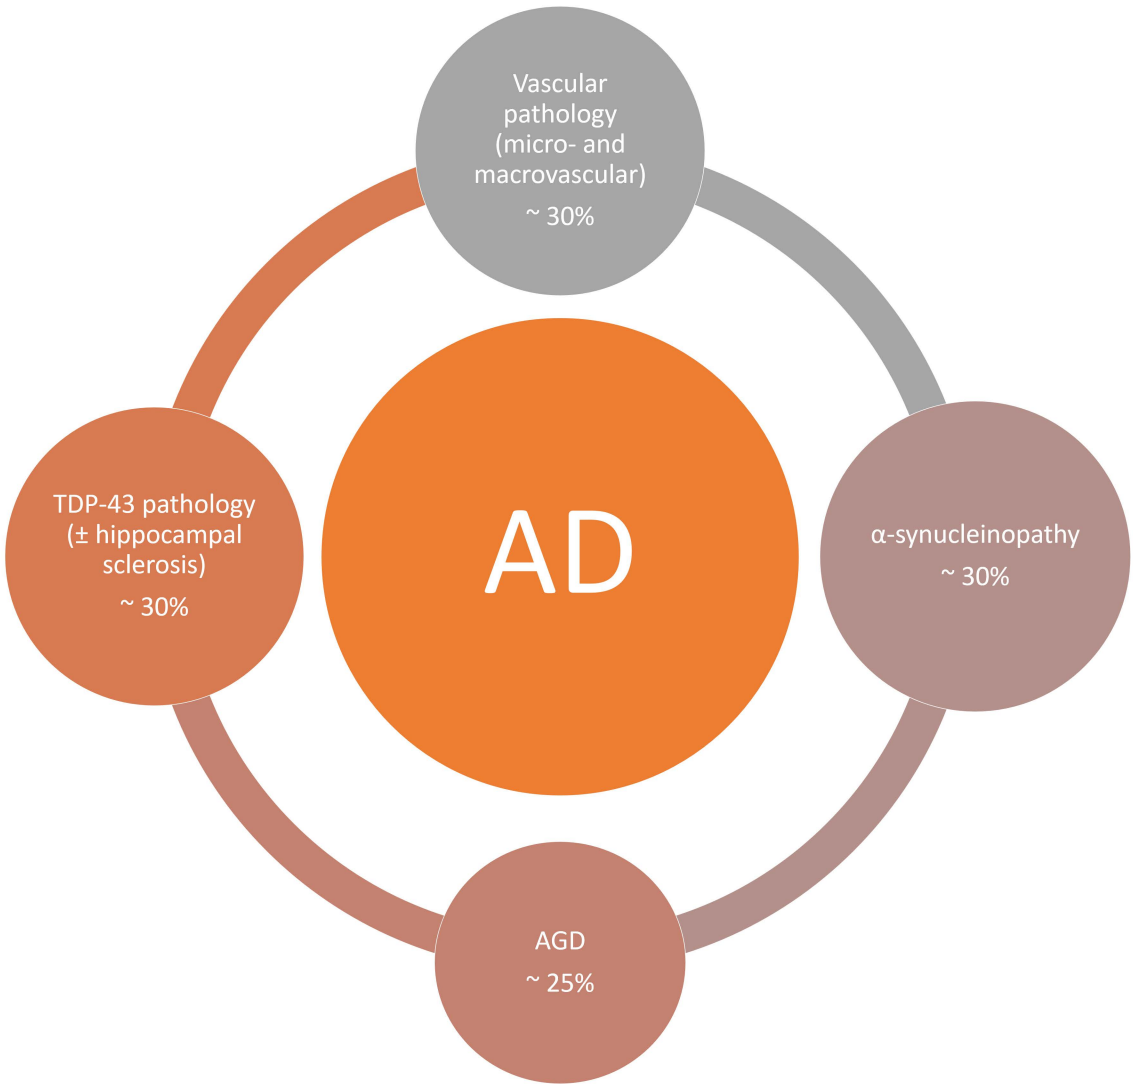 Vascular
pathology
(micro- and
macrovascular)
~ 30%
TDP-43 pathology
(± hippocampal
sclerosis)
~ 30%
AD
α-synucleinopathy
~ 30%
AGD
~ 25%